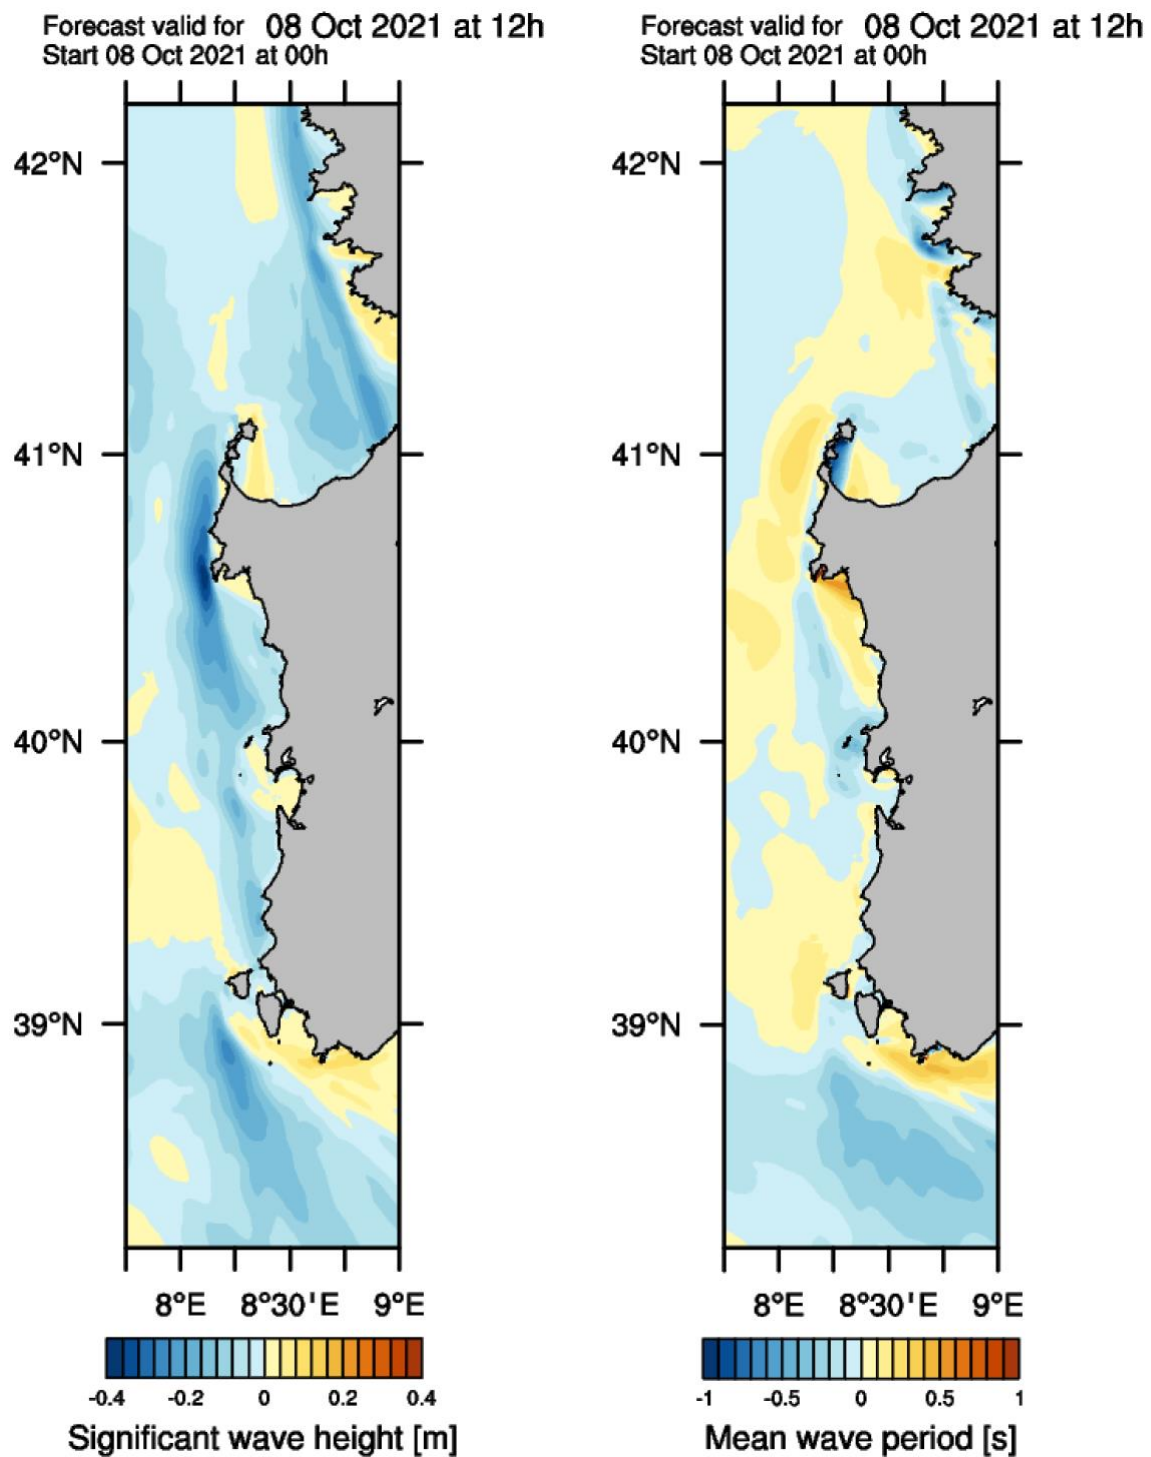 Forecast valid for 08 Oct 2021 at 12h
Start 08 Oct 2021 at 00h
42°N
41°N
40°N
39°N
8°E 8°30'E 9°E
-0.4 -0.2 0 0.2 0.4
Significant wave height [m]
Forecast valid for 08 Oct 2021 at 12h
Start 08 Oct 2021 at 00h
42°N
41°N
40°N
39°N
8°E 8°30'E 9°E
-1 -0.5 0 0.5 1
Mean wave period [s]